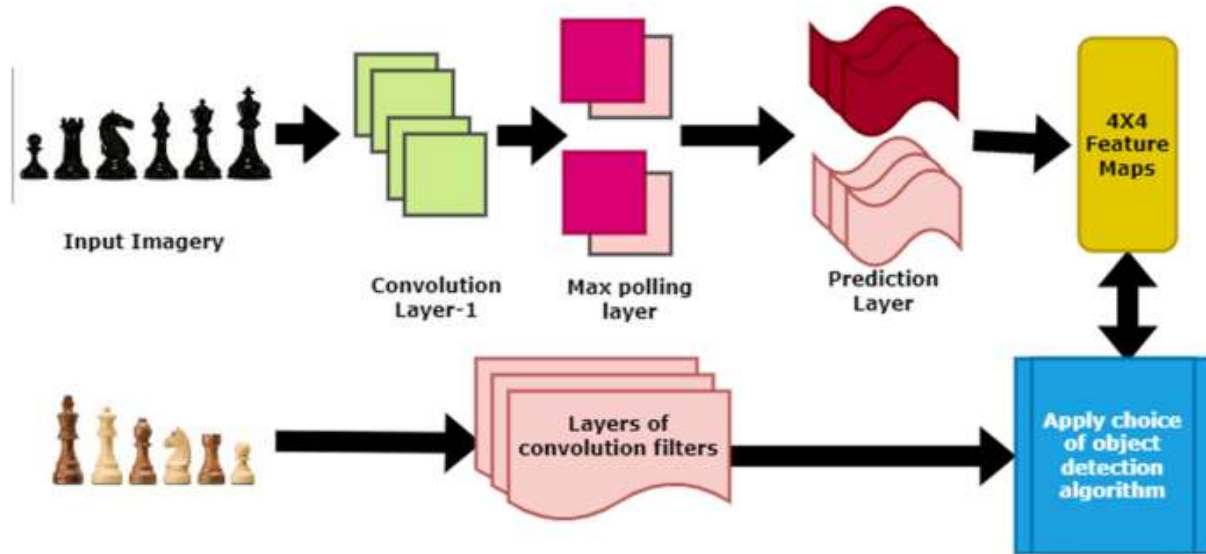 4X4
Feature
Maps
Input Imagery
Convolution
Layer-1
Max polling
layer
Prediction
Layer
Layers of
convolution filters
Apply choice
of object
detection
algorithm